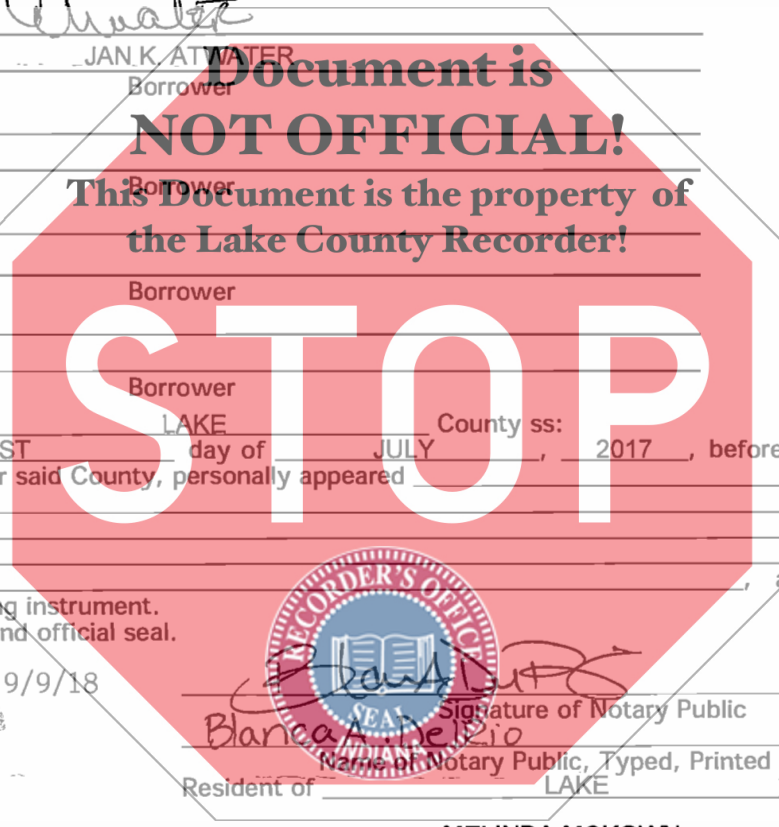 Atwater
JAN K. ATWATER
Document is
Borrower
NOT OFFICIAL!
Borrower
This Document is the property of
the Lake County Recorder!
Borrower
STOP
Borrower
LAKE County ss:
ST day of JULY, 2017, before
said County, personally appeared
,
instrument.
official seal.
9/9/18
RECORDER'S OFFICE
SEAL
INDIANA
Signature of Notary Public
Blanca A. Del Rio
Name of Notary Public, Typed, Printed
Resident of LAKE